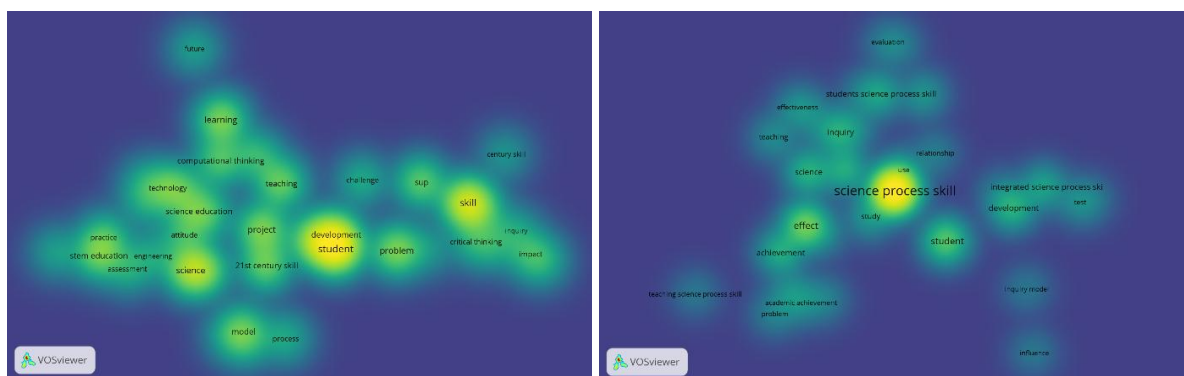 future
learning
computational thinking
century skill
technology
teaching
challenge
sup
skill
science education
practice
attitude
project
development
student
problem
inquiry
critical thinking
stem education
engineering
assessment
science
21st century skill
impact
model
process
VOSviewer
evaluation
students science process skill
effectiveness
teaching
inquiry
relationship
science
use
science process skill
integrated science process ski
test
development
study
effect
student
achievement
teaching science process skill
academic achievement
problem
inquiry model
influence
VOSviewer